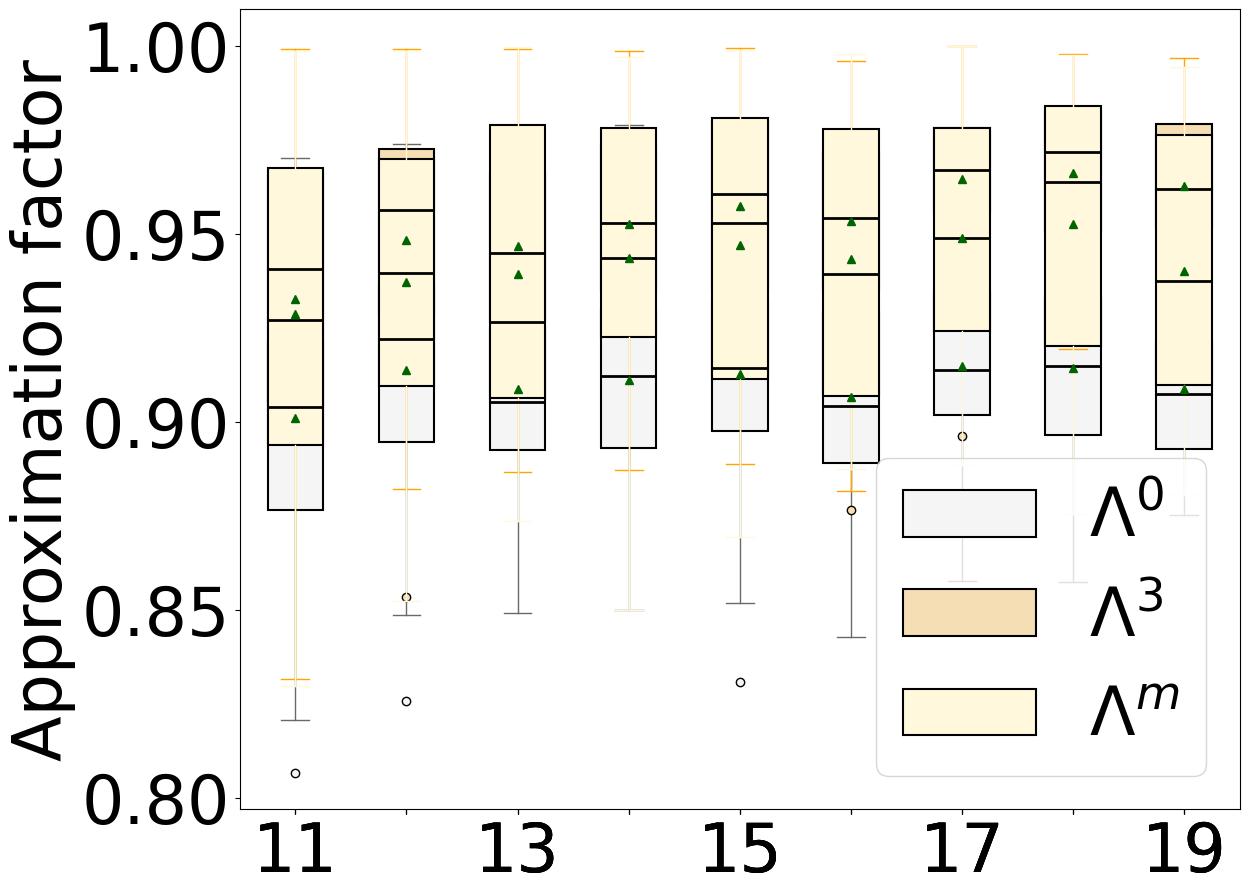 Approximation factor
1.00
0.95
0.90
0.85
0.80
11 13 15 17 19
Λ⁰
Λ³
Λᵐ